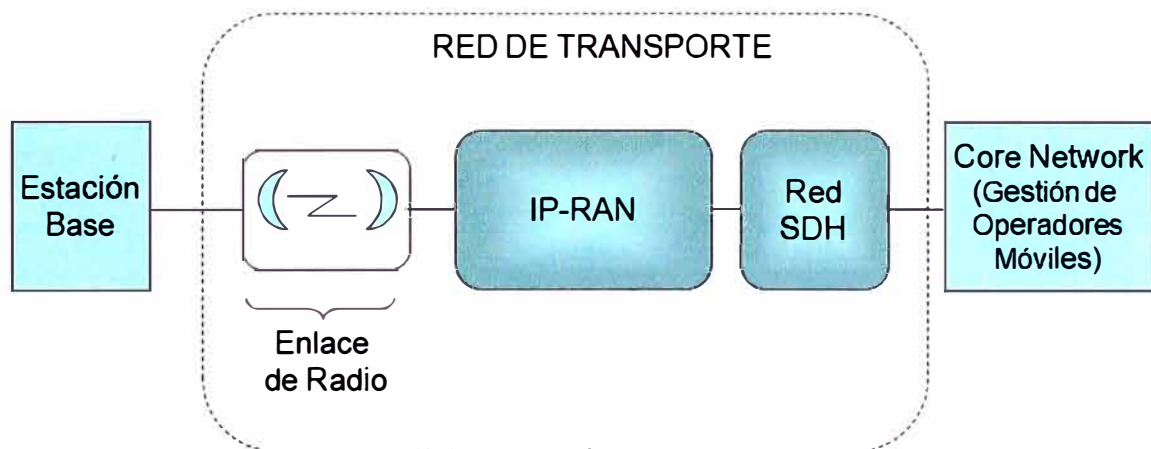 RED DE TRANSPORTE
Estación
Base
Enlace
de Radio
IP-RAN
Red
SDH
Core Network
(Gestión de
Operadores
Móviles)